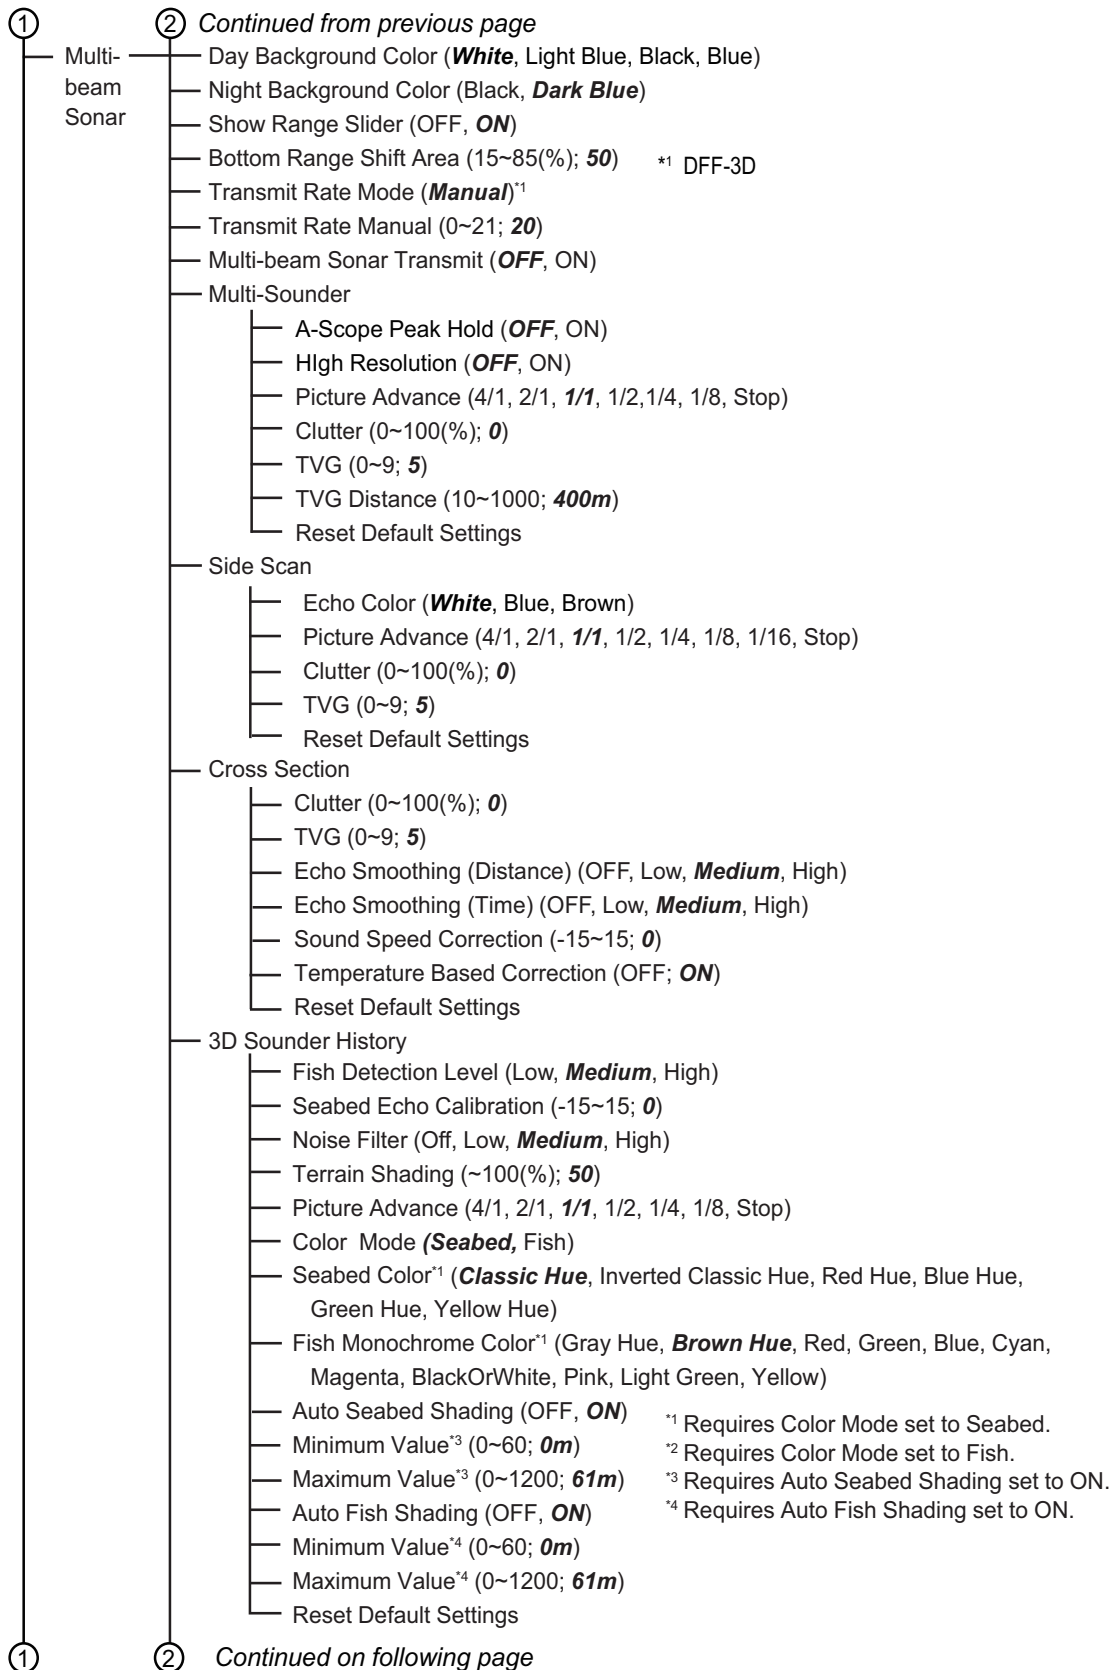 1 2 Continued from previous page
Multi-beam Sonar
Day Background Color (White, Light Blue, Black, Blue)
Night Background Color (Black, Dark Blue)
Show Range Slider (OFF, ON)
Bottom Range Shift Area (15~85(%); 50) *1 DFF-3D
Transmit Rate Mode (Manual)*1
Transmit Rate Manual (0~21; 20)
Multi-beam Sonar Transmit (OFF, ON)
Multi-Sounder
A-Scope Peak Hold (OFF, ON)
HIgh Resolution (OFF, ON)
Picture Advance (4/1, 2/1, 1/1, 1/2,1/4, 1/8, Stop)
Clutter (0~100(%); 0)
TVG (0~9; 5)
TVG Distance (10~1000; 400m)
Reset Default Settings
Side Scan
Echo Color (White, Blue, Brown)
Picture Advance (4/1, 2/1, 1/1, 1/2, 1/4, 1/8, 1/16, Stop)
Clutter (0~100(%); 0)
TVG (0~9; 5)
Reset Default Settings
Cross Section
Clutter (0~100(%); 0)
TVG (0~9; 5)
Echo Smoothing (Distance) (OFF, Low, Medium, High)
Echo Smoothing (Time) (OFF, Low, Medium, High)
Sound Speed Correction (-15~15; 0)
Temperature Based Correction (OFF; ON)
Reset Default Settings
3D Sounder History
Fish Detection Level (Low, Medium, High)
Seabed Echo Calibration (-15~15; 0)
Noise Filter (Off, Low, Medium, High)
Terrain Shading (~100(%); 50)
Picture Advance (4/1, 2/1, 1/1, 1/2, 1/4, 1/8, Stop)
Color Mode (Seabed, Fish)
Seabed Color*1 (Classic Hue, Inverted Classic Hue, Red Hue, Blue Hue,
Green Hue, Yellow Hue)
Fish Monochrome Color*1 (Gray Hue, Brown Hue, Red, Green, Blue, Cyan,
Magenta, BlackOrWhite, Pink, Light Green, Yellow)
Auto Seabed Shading (OFF, ON)
Minimum Value*3 (0~60; 0m)
Maximum Value*3 (0~1200; 61m)
Auto Fish Shading (OFF, ON)
Minimum Value*4 (0~60; 0m)
Maximum Value*4 (0~1200; 61m)
Reset Default Settings
*1 Requires Color Mode set to Seabed.
*2 Requires Color Mode set to Fish.
*3 Requires Auto Seabed Shading set to ON.
*4 Requires Auto Fish Shading set to ON.
1 2 Continued on following page